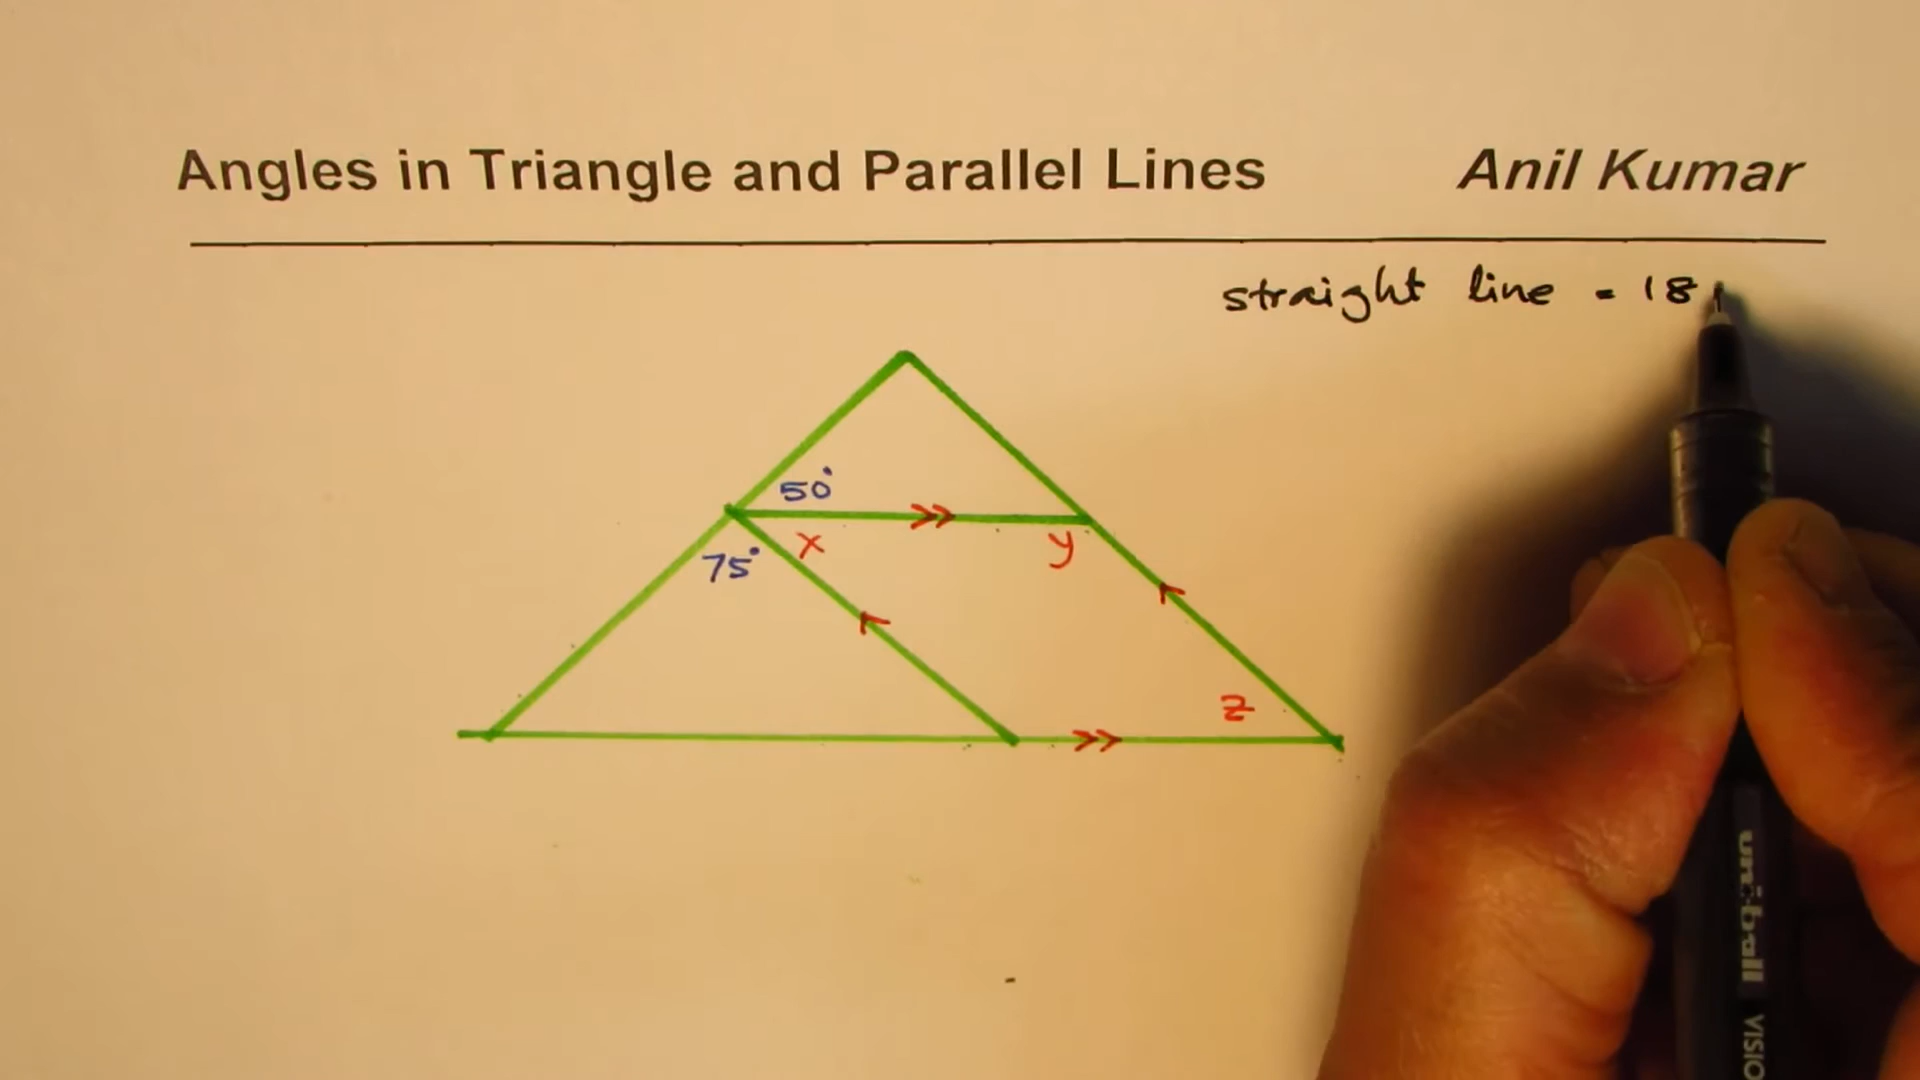 Angles in Triangle and Parallel Lines Anil Kumar
straight line = 18
50°
x
y
75°
z
uni-ball
VISIO